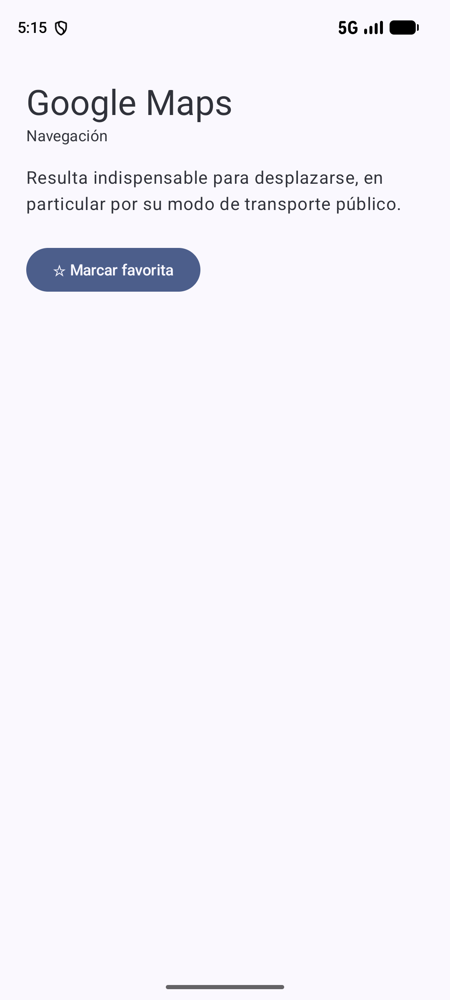 5:15 5G
Google Maps
Navegación
Resulta indispensable para desplazarse, en
particular por su modo de transporte público.
☆ Marcar favorita